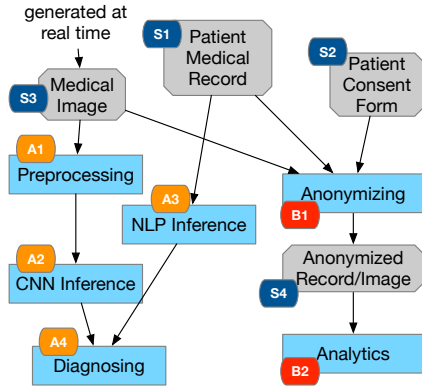 generated at
real time
S1
Patient
Medical
Record
S2
Patient
Consent
Form
S3
Medical
Image
A1
Preprocessing
A3
NLP Inference
Anonymizing
B1
A2
CNN Inference
Anonymized
Record/Image
S4
A4
Diagnosing
Analytics
B2